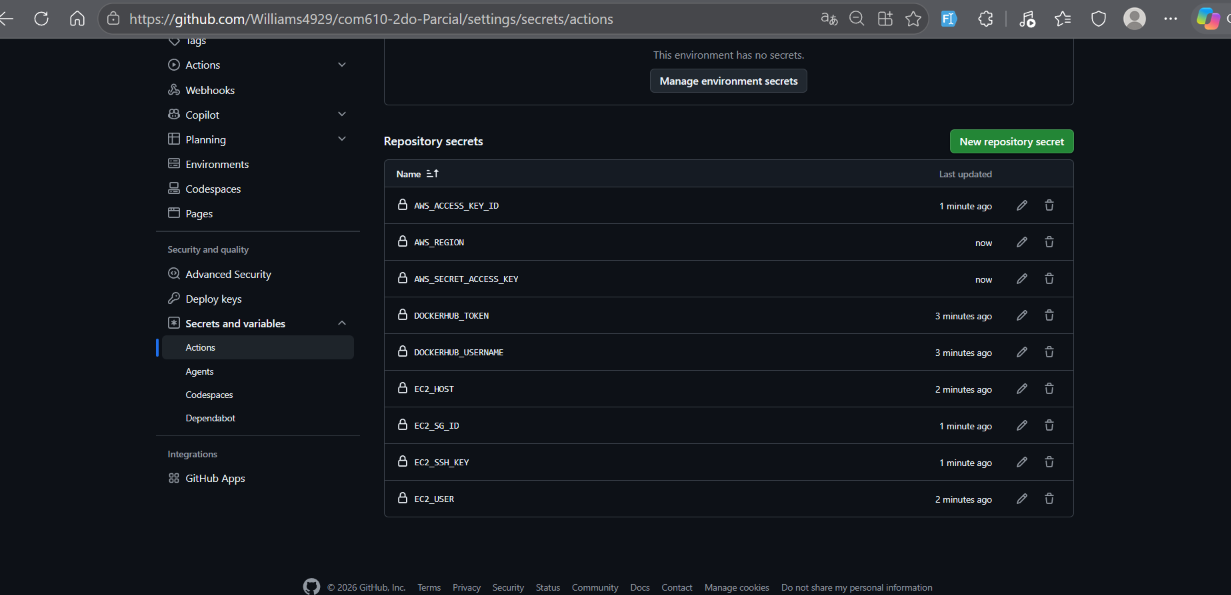 https://github.com/Williams4929/com610-2do-Parcial/settings/secrets/actions
Tags
Actions
Webhooks
Copilot
Planning
Environments
Codespaces
Pages
Security and quality
Advanced Security
Deploy keys
Secrets and variables
Actions
Agents
Codespaces
Dependabot
Integrations
GitHub Apps
This environment has no secrets.
Manage environment secrets
Repository secrets
New repository secret
Name Last updated
AWS_ACCESS_KEY_ID 1 minute ago
AWS_REGION now
AWS_SECRET_ACCESS_KEY now
DOCKERHUB_TOKEN 3 minutes ago
DOCKERHUB_USERNAME 3 minutes ago
EC2_HOST 2 minutes ago
EC2_SG_ID 1 minute ago
EC2_SSH_KEY 1 minute ago
EC2_USER 2 minutes ago
© 2026 GitHub, Inc. Terms Privacy Security Status Community Docs Contact Manage cookies Do not share my personal information